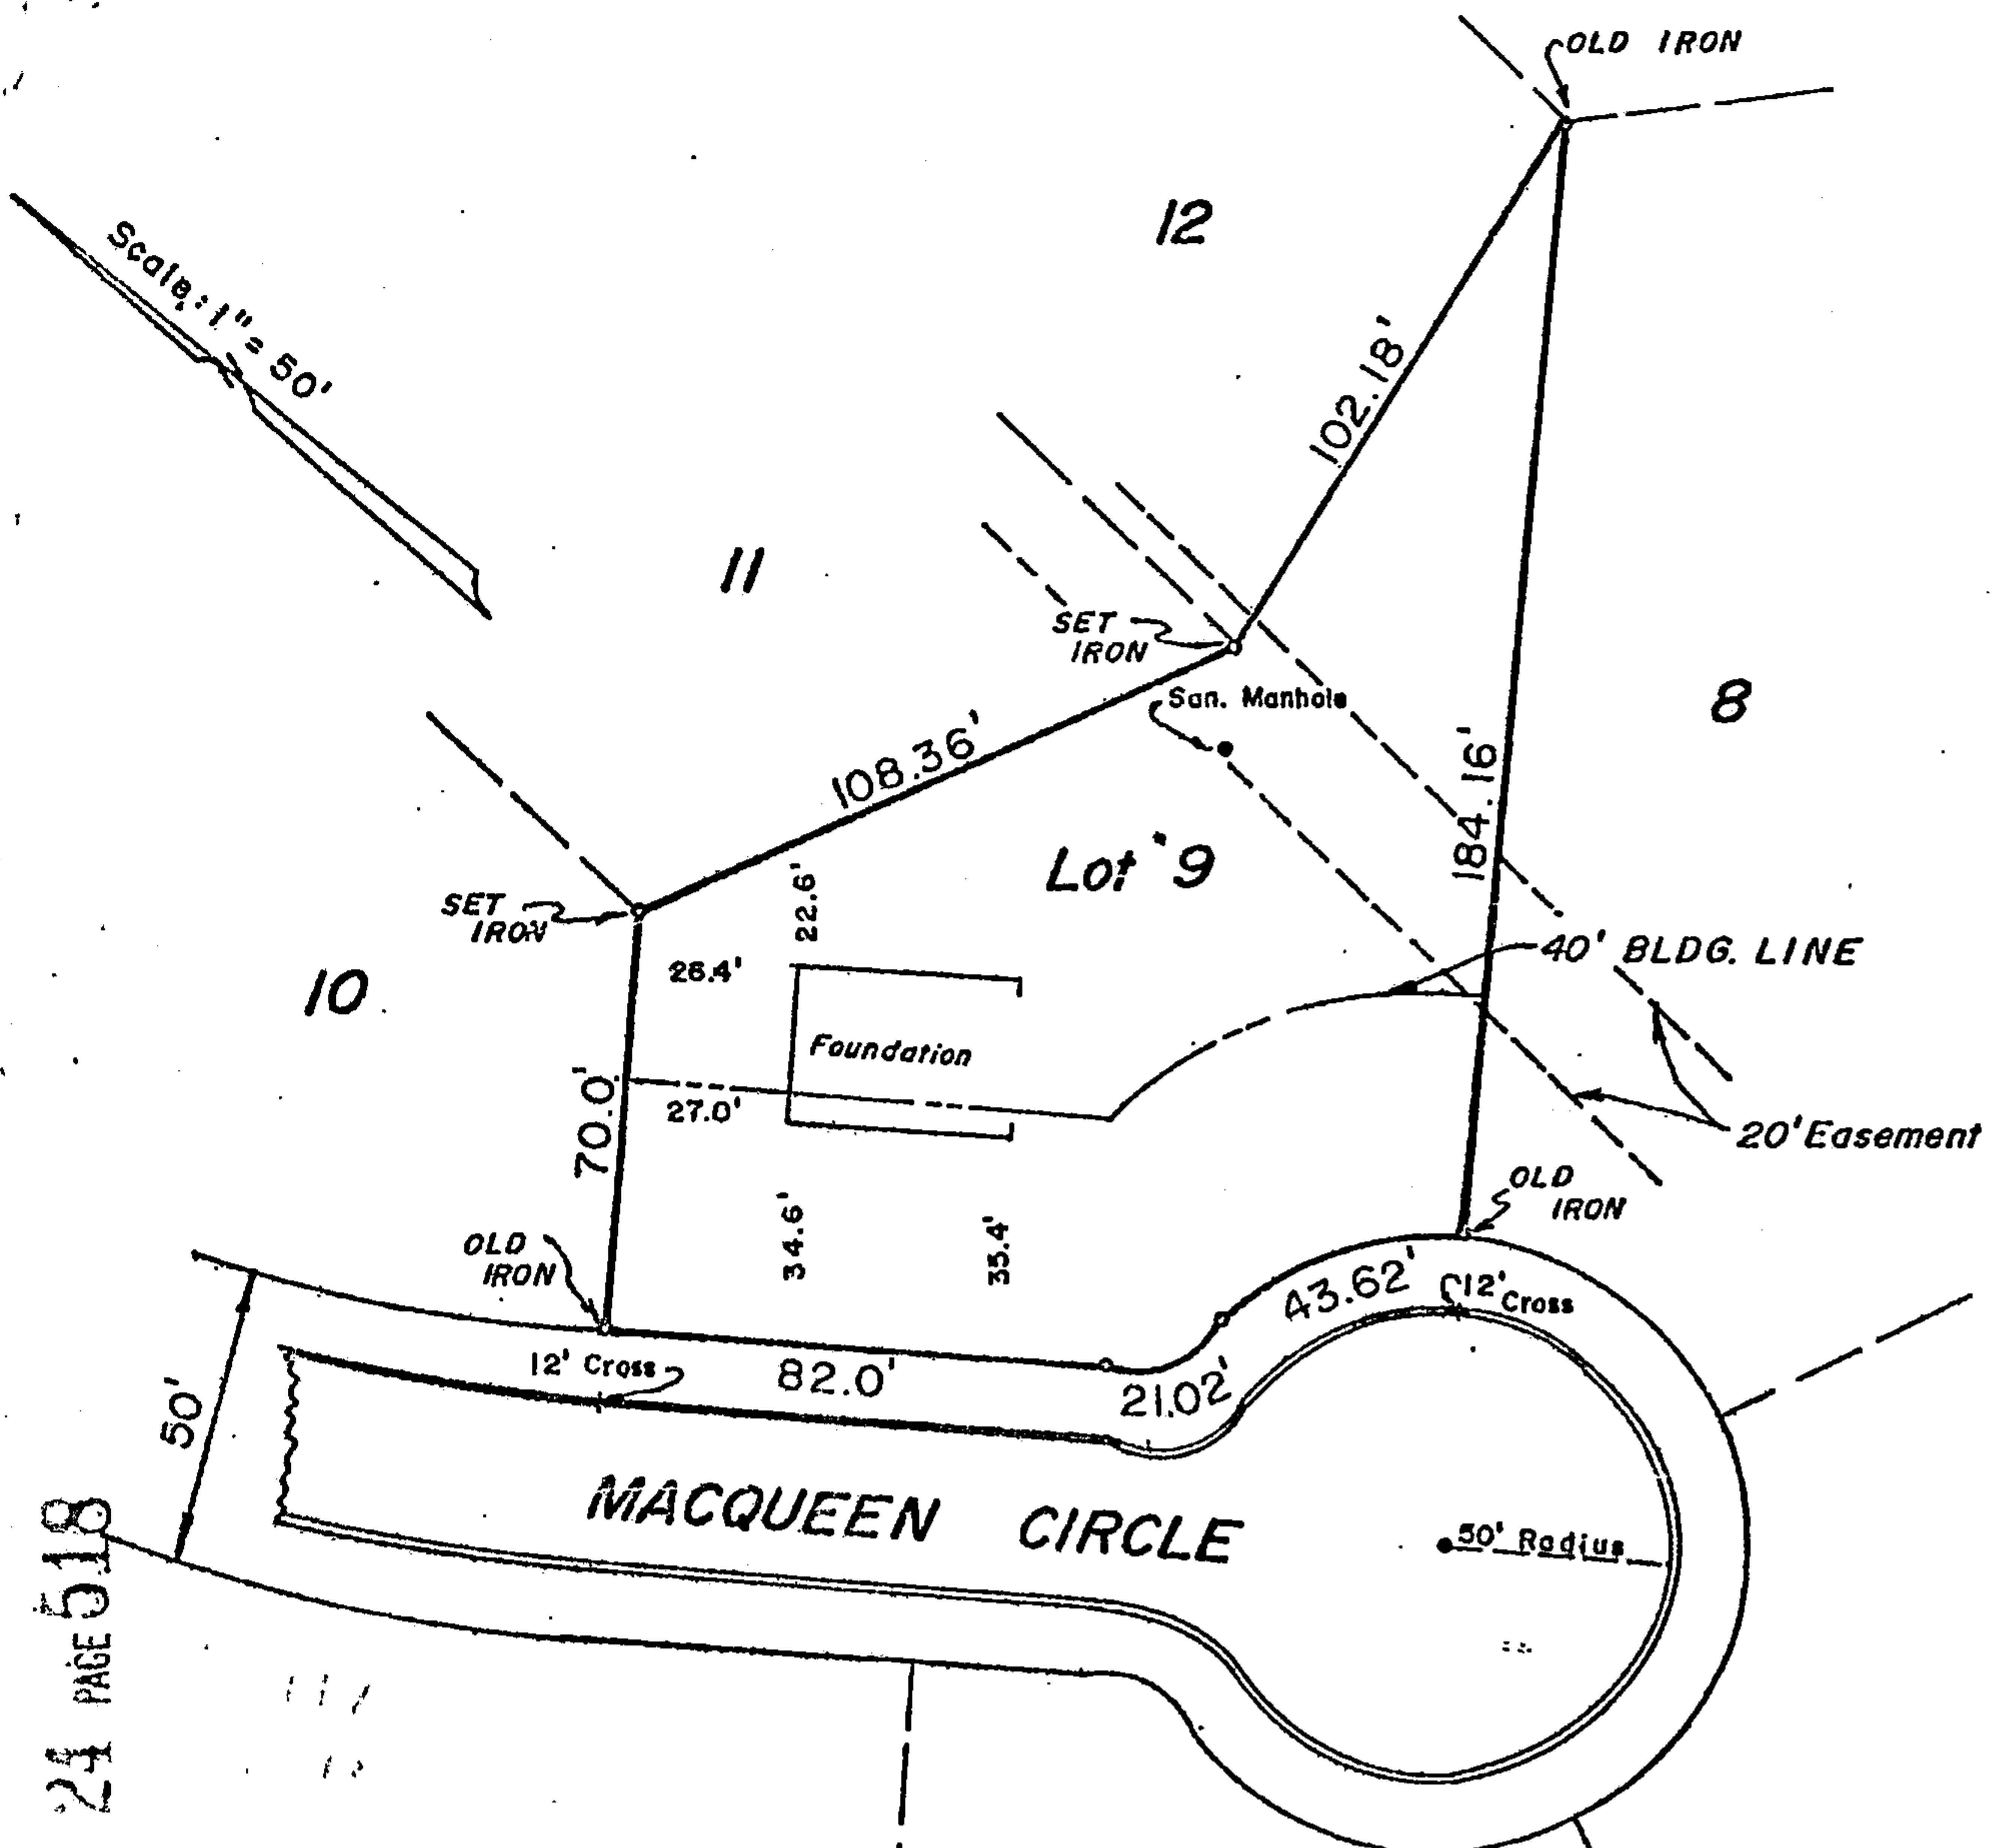 OLD IRON
12
Scale: 1" = 50'
102.18'
11
SET
IRON
San. Manhole
8
108.36'
184.16'
Lot #9
SET
IRON
22.6'
40' BLDG. LINE
10
28.4'
Foundation
27.0'
70.0'
20' Easement
OLD
IRON
34.6'
35.4'
OLD
IRON
43.62'
12' Cross
12' Cross
82.0'
21.02'
50'
MACQUEEN CIRCLE
50' Radius
24 PAGE 518